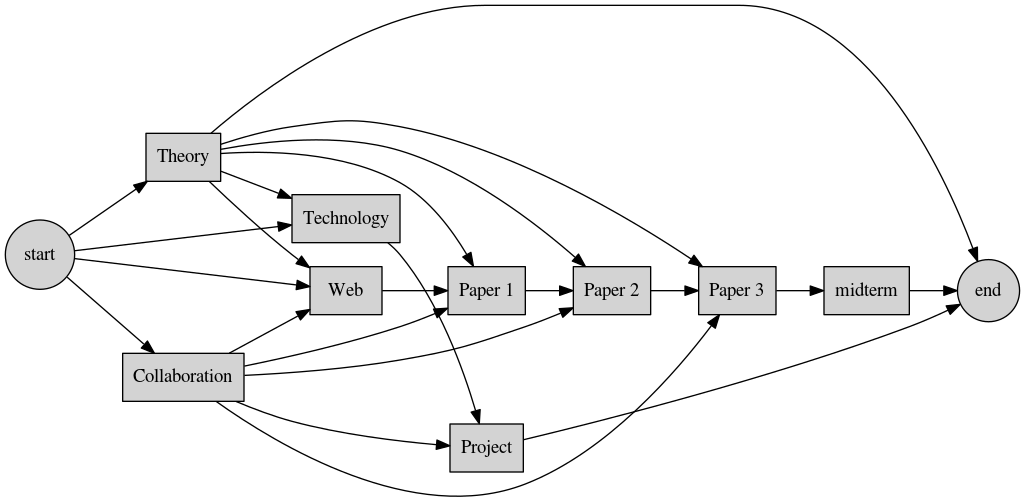 Theory
Technology
start
Web
Paper 1
Paper 2
Paper 3
midterm
end
Collaboration
Project